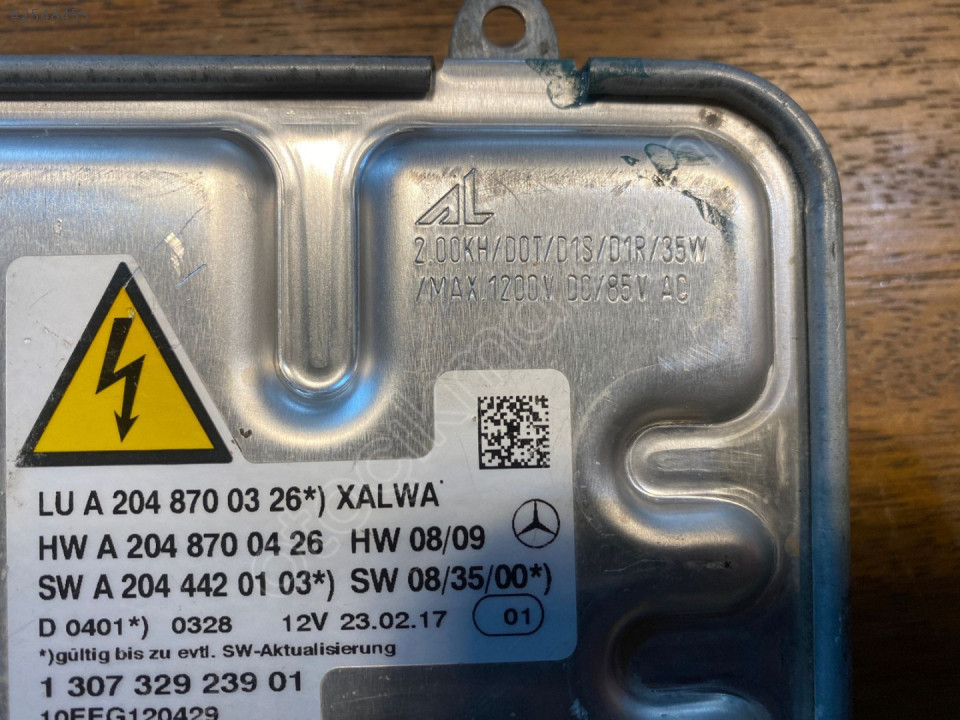 AL
2.00KH/DOT/D1S/D1R/35W
/MAX.1200V DC/85V AC
LU A 204 870 03 26*) XALWA
HW A 204 870 04 26 HW 08/09
SW A 204 442 01 03*) SW 08/35/00*)
D 0401*) 0328 12V 23.02.17 01
*)gültig bis zu evtl. SW-Aktualisierung
1 307 329 239 01
10EEG120429